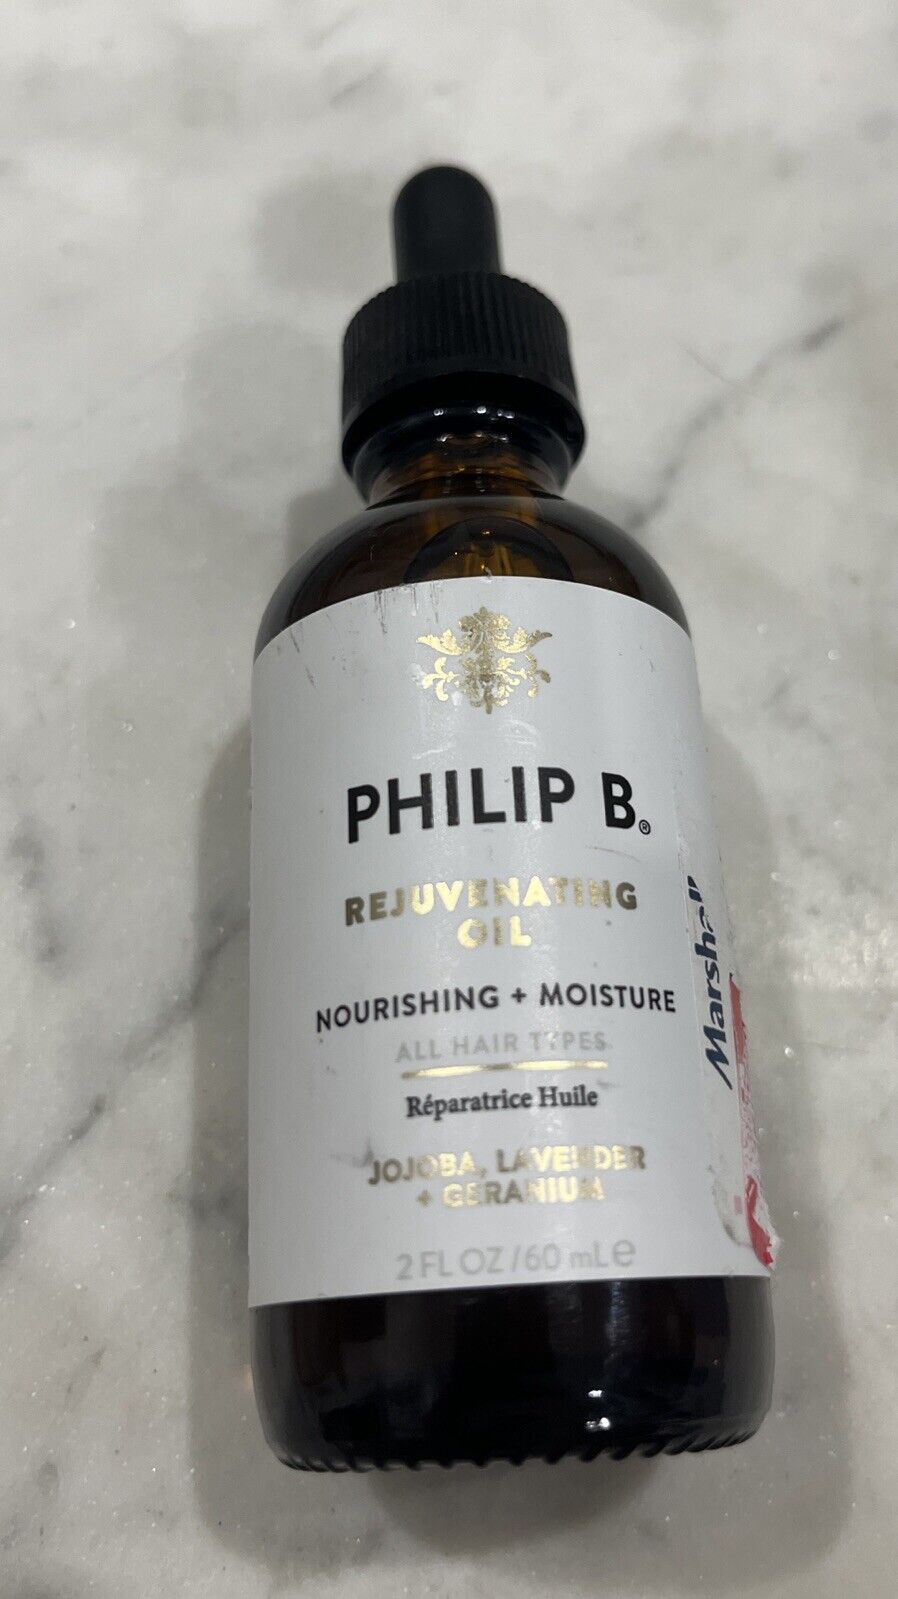 PHILIP B.®
REJUVENATING
OIL
NOURISHING + MOISTURE
ALL HAIR TYPES
Réparatrice Huile
JOJOBA, LAVENDER
+ GERANIUM
2 FL OZ / 60 mL e